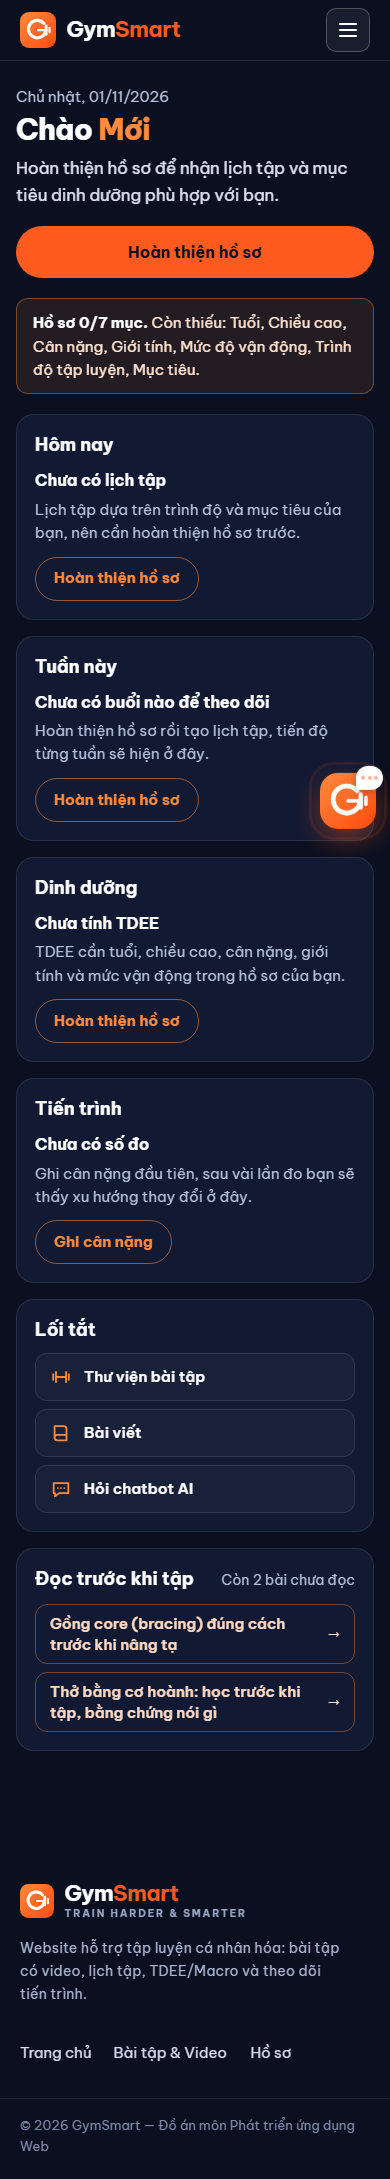 GymSmart
Chủ nhật, 01/11/2026
Chào Mới
Hoàn thiện hồ sơ để nhận lịch tập và mục
tiêu dinh dưỡng phù hợp với bạn.
Hoàn thiện hồ sơ
Hồ sơ 0/7 mục. Còn thiếu: Tuổi, Chiều cao,
Cân nặng, Giới tính, Mức độ vận động, Trình
độ tập luyện, Mục tiêu.
Hôm nay
Chưa có lịch tập
Lịch tập dựa trên trình độ và mục tiêu của
bạn, nên cần hoàn thiện hồ sơ trước.
Hoàn thiện hồ sơ
Tuần này
Chưa có buổi nào để theo dõi
Hoàn thiện hồ sơ rồi tạo lịch tập, tiến độ
từng tuần sẽ hiện ở đây.
Hoàn thiện hồ sơ
Dinh dưỡng
Chưa tính TDEE
TDEE cần tuổi, chiều cao, cân nặng, giới
tính và mức vận động trong hồ sơ của bạn.
Hoàn thiện hồ sơ
Tiến trình
Chưa có số đo
Ghi cân nặng đầu tiên, sau vài lần đo bạn sẽ
thấy xu hướng thay đổi ở đây.
Ghi cân nặng
Lối tắt
Thư viện bài tập
Bài viết
Hỏi chatbot AI
Đọc trước khi tập Còn 2 bài chưa đọc
Gồng core (bracing) đúng cách
trước khi nâng tạ →
Thở bằng cơ hoành: học trước khi
tập, bằng chứng nói gì →
GymSmart
TRAIN HARDER & SMARTER
Website hỗ trợ tập luyện cá nhân hóa: bài tập
có video, lịch tập, TDEE/Macro và theo dõi
tiến trình.
Trang chủ Bài tập & Video Hồ sơ
© 2026 GymSmart — Đồ án môn Phát triển ứng dụng
Web